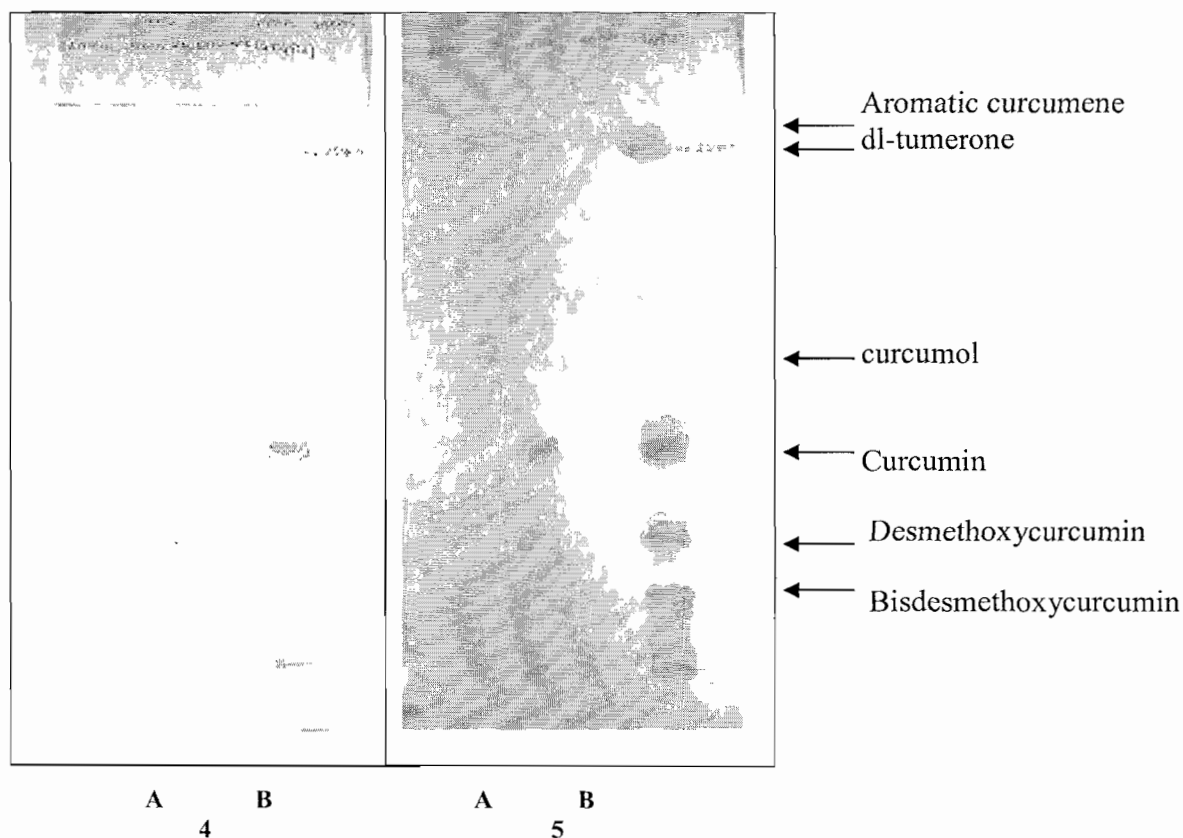 Aromatic curcumene
dl-tumerone
curcumol
Curcumin
Desmethoxycurcumin
Bisdesmethoxycurcumin
A B A B
4 5